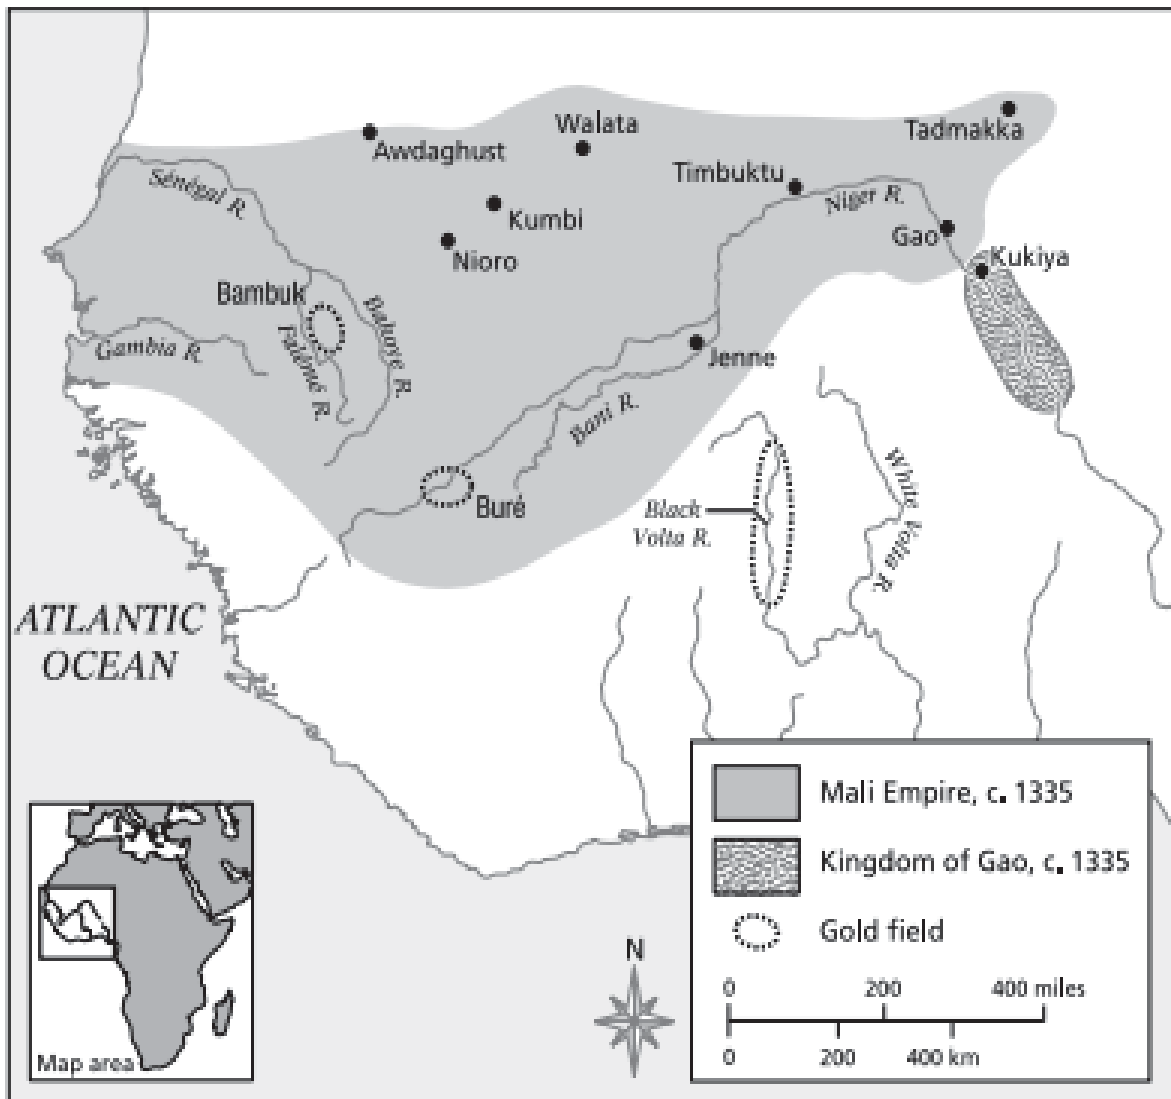 Tadmakka
Walata
Awdaghust
Timbuktu
Sénégal R.
Niger R.
Kumbi
Gao
Nioro
Kukiya
Bambuk
Bahoye R.
Falémé R.
Gambia R.
Jenne
Bani R.
White Volta R.
Buré
Black
Volta R.
ATLANTIC
OCEAN
Mali Empire, c. 1335
Kingdom of Gao, c. 1335
Gold field
N
0 200 400 miles
0 200 400 km
Map area